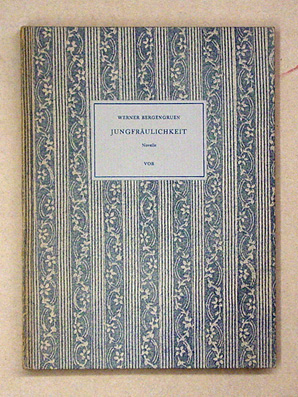 WERNER BERGENGRUEN
JUNGFRÄULICHKEIT
Novelle
VOB